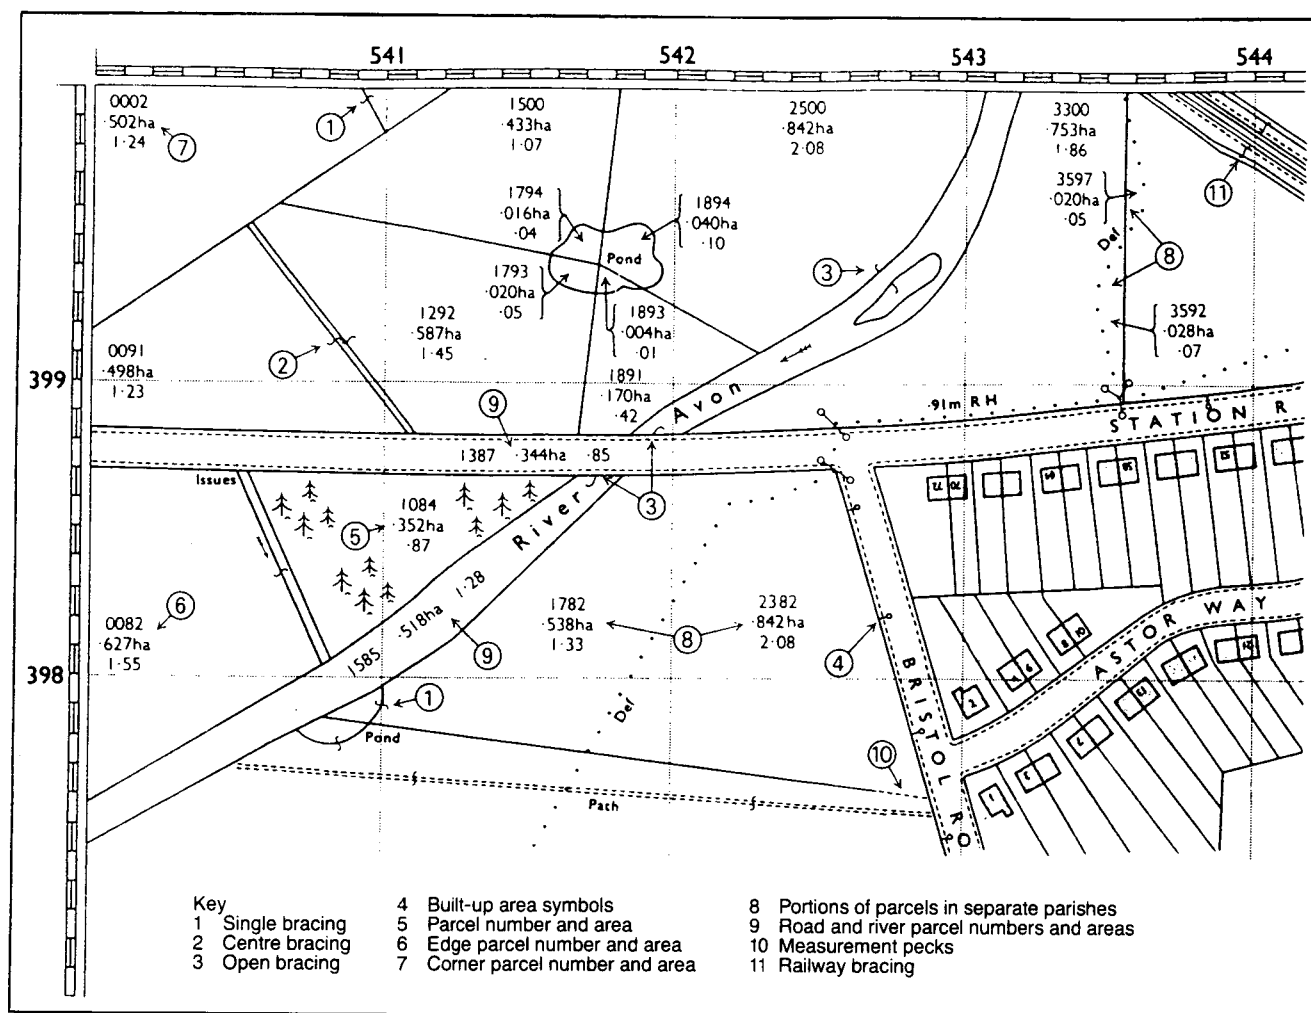 541 542 543 544
0002
·502ha
1·24
7
1
1500
·433ha
1·07
2500
·842ha
2·08
3300
·753ha
1·86
11
1794
·016ha
·04
1894
·040ha
·10
3597
·020ha
·05
Def
8
Pond
3
1793
·020ha
·05
1893
·004ha
·01
1292
·587ha
1·45
2
3592
·028ha
·07
0091
·498ha
1·23
399
1891
·170ha
·42
9
Avon
·91m RH
STATION R
1387 ·344ha ·85
Issues
3
River
1084
·352ha
·87
5
6
0082
·627ha
1·55
1585 ·518ha 1·28
9
1782
·538ha
1·33
8
2382
·842ha
2·08
4
398
1
Pond
Def
10
Path
BRISTOL RD
ASTOR WAY
2
1
3
7
Key
1 Single bracing
2 Centre bracing
3 Open bracing
4 Built-up area symbols
5 Parcel number and area
6 Edge parcel number and area
7 Corner parcel number and area
8 Portions of parcels in separate parishes
9 Road and river parcel numbers and areas
10 Measurement pecks
11 Railway bracing